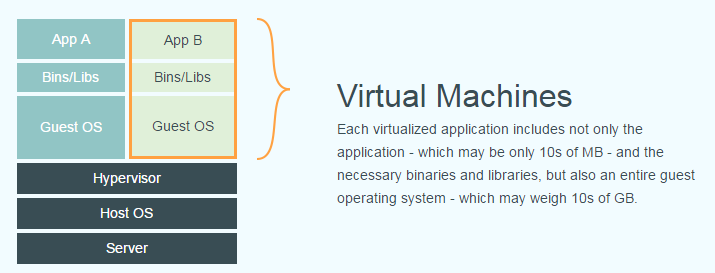 App A
App B
Bins/Libs
Bins/Libs
Guest OS
Guest OS
Hypervisor
Host OS
Server
Virtual Machines
Each virtualized application includes not only the
application - which may be only 10s of MB - and the
necessary binaries and libraries, but also an entire guest
operating system - which may weigh 10s of GB.